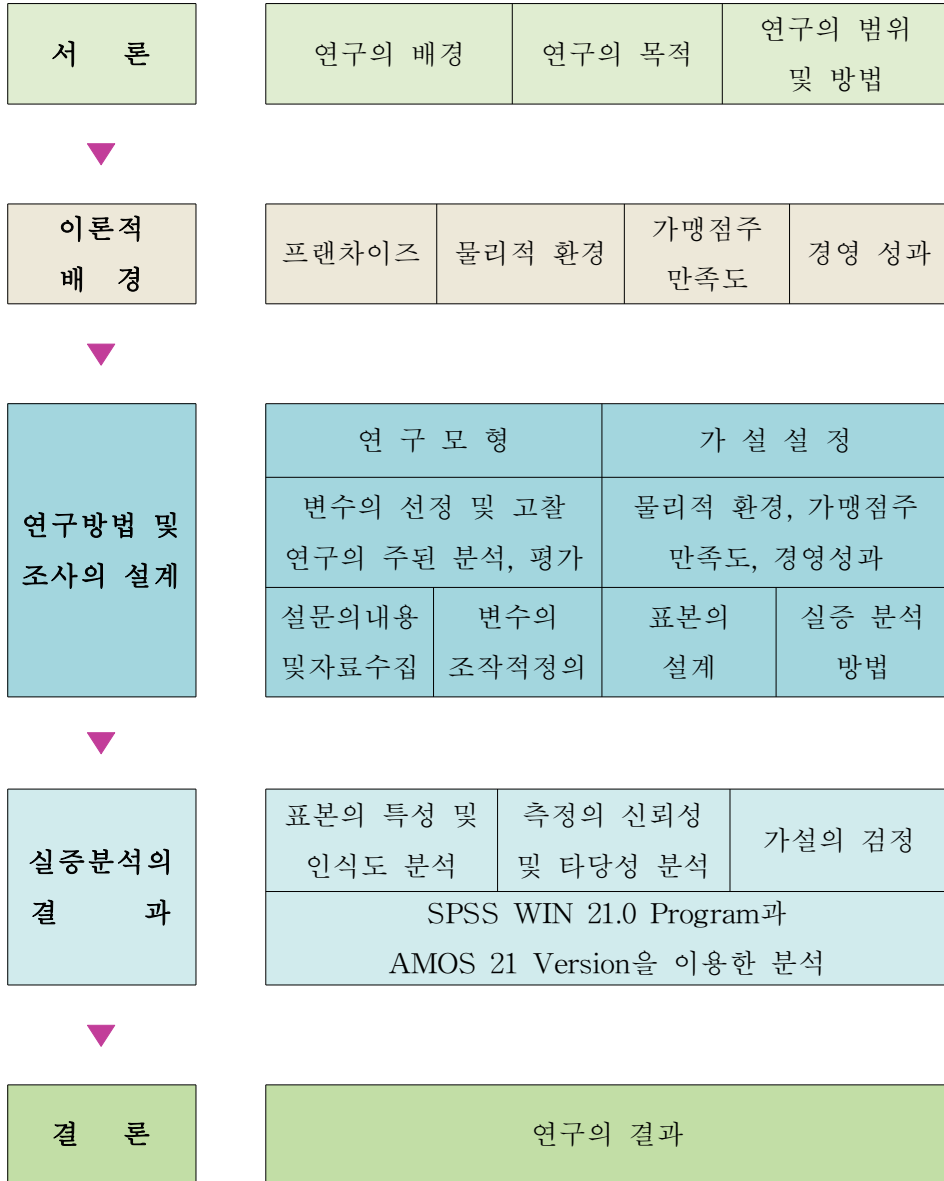 서 론
연구의 배경
연구의 목적
연구의 범위
및 방법
이론적
배 경
프랜차이즈
물리적 환경
가맹점주
만족도
경영 성과
연구방법 및
조사의 설계
연 구 모 형
가 설 설 정
변수의 선정 및 고찰
연구의 주된 분석, 평가
물리적 환경, 가맹점주
만족도, 경영성과
설문의내용
및자료수집
변수의
조작적정의
표본의
설계
실증 분석
방법
실증분석의
결 과
표본의 특성 및
인식도 분석
측정의 신뢰성
및 타당성 분석
가설의 검정
SPSS WIN 21.0 Program과
AMOS 21 Version을 이용한 분석
결 론
연구의 결과